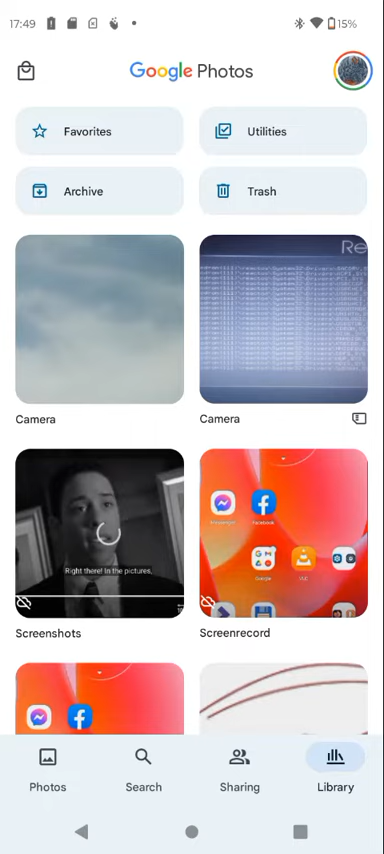 17:49
15%
Google Photos
Favorites
Utilities
Archive
Trash
Re
Camera
Camera
Right there! In the pictures,
Messenger
Facebook
Google
VLC
Screenshots
Screenrecord
Photos
Search
Sharing
Library